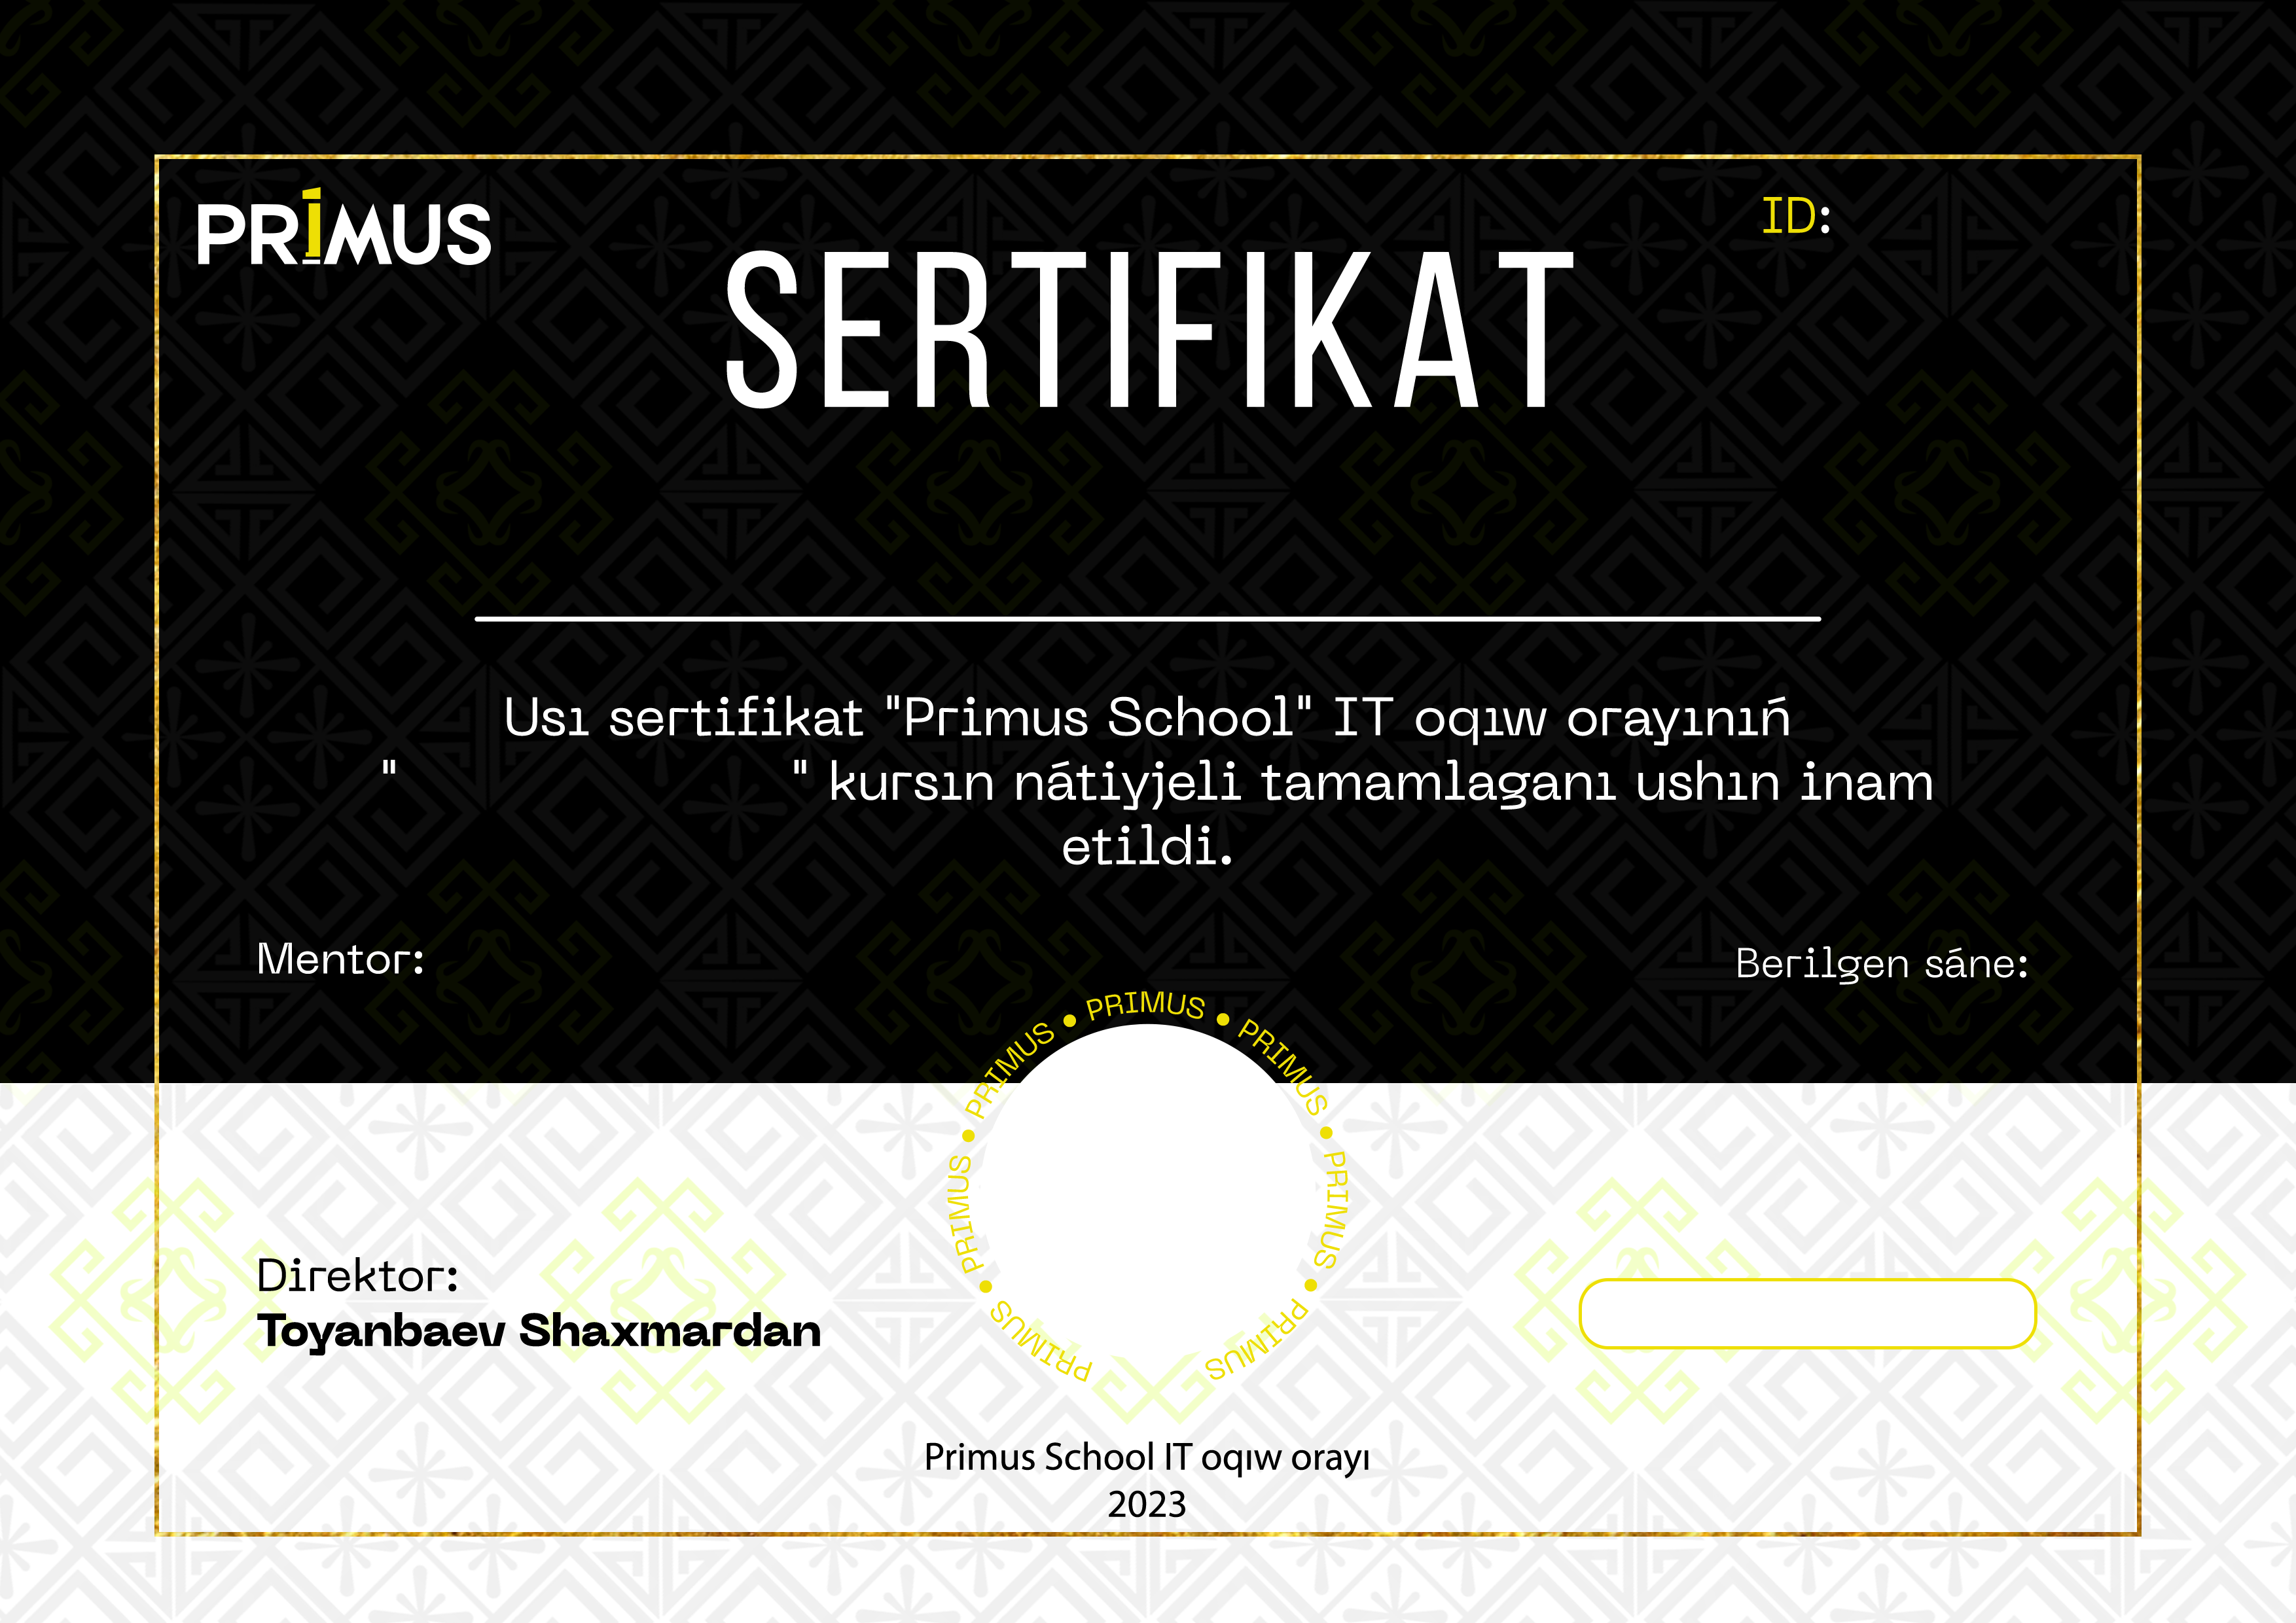 PRIMUS
ID:
SERTIFIKAT
Usı sertifikat "Primus School" IT oqıw orayınıń
" " kursın nátiyjeli tamamlaganı ushın inam
etildi.
Mentor:
Berilgen sáne:
PRIMUS • PRIMUS • PRIMUS • PRIMUS • PRIMUS • PRIMUS • PRIMUS
Direktor:
Toyanbaev Shaxmardan
Primus School IT oqıw orayı
2023